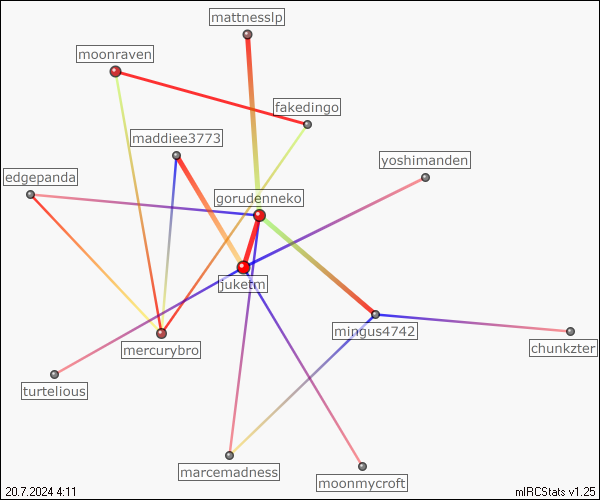 mattnesslp
moonraven
fakedingo
maddiee3773
yoshimanden
edgepanda
gorudenneko
juketm
mingus4742
mercurybro
chunkzter
turtelious
marcemadness
moonmycroft
20.7.2024 4:11
mIRCStats v1.25